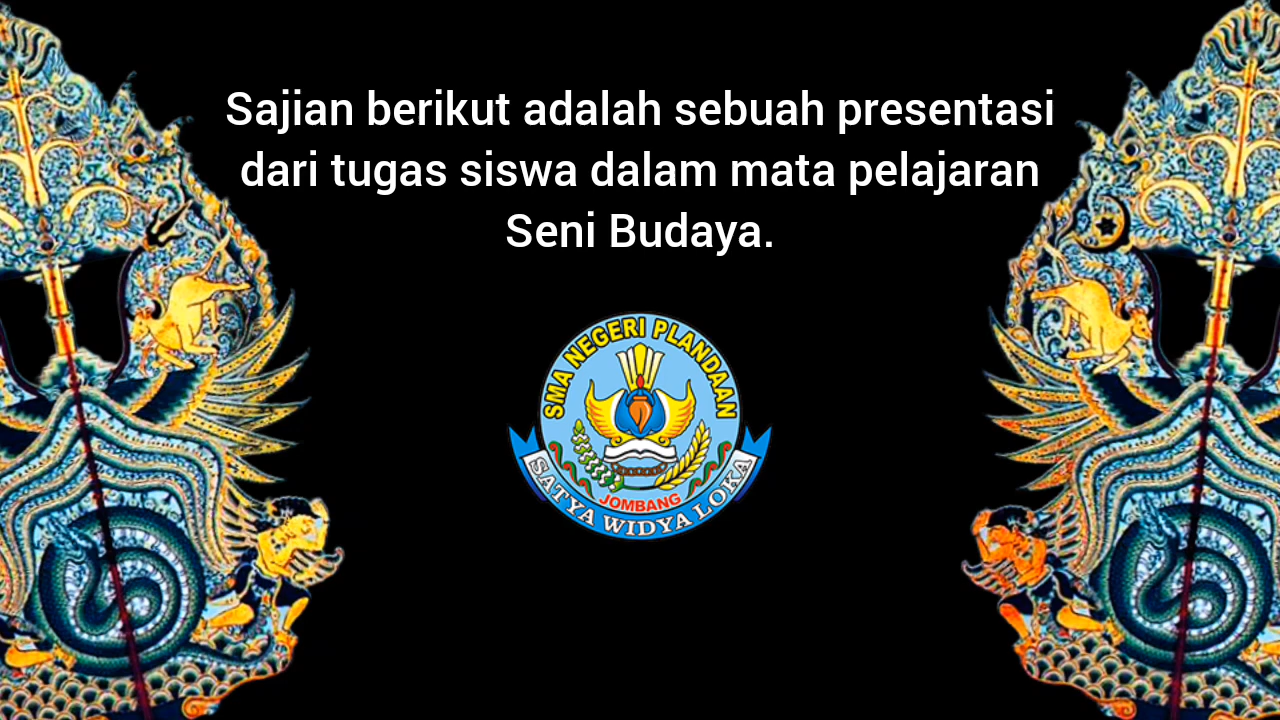 Sajian berikut adalah sebuah presentasi
dari tugas siswa dalam mata pelajaran
Seni Budaya.
SMA NEGERI PLANDAAN
JOMBANG
SATYA WIDYA LOKA